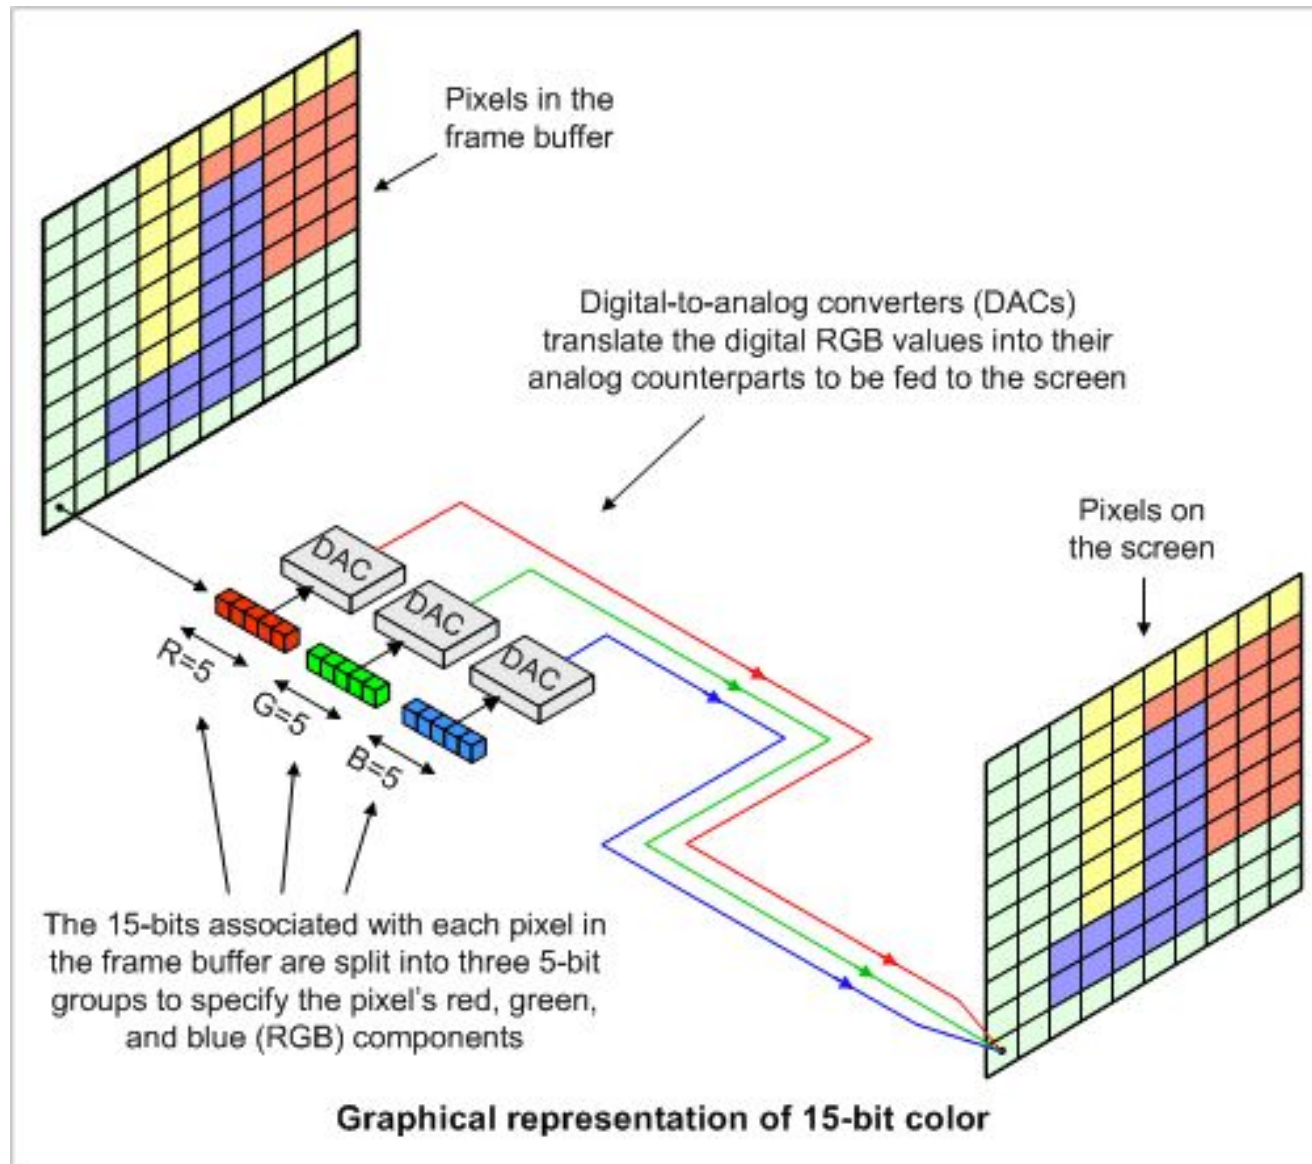 Pixels in the
frame buffer
Digital-to-analog converters (DACs)
translate the digital RGB values into their
analog counterparts to be fed to the screen
Pixels on
the screen
DAC
DAC
DAC
R=5
G=5
B=5
The 15-bits associated with each pixel in
the frame buffer are split into three 5-bit
groups to specify the pixel's red, green,
and blue (RGB) components
Graphical representation of 15-bit color